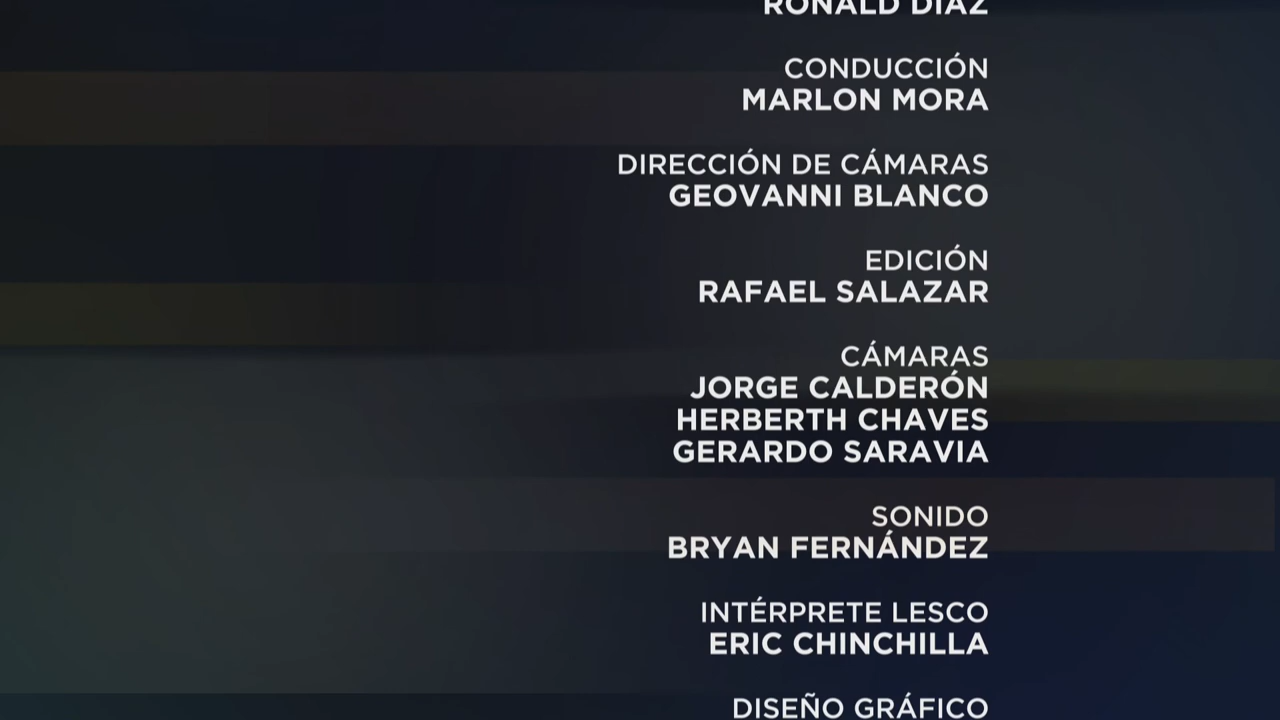 RONALD DÍAZ
CONDUCCIÓN
MARLON MORA
DIRECCIÓN DE CÁMARAS
GEOVANNI BLANCO
EDICIÓN
RAFAEL SALAZAR
CÁMARAS
JORGE CALDERÓN
HERBERTH CHAVES
GERARDO SARAVIA
SONIDO
BRYAN FERNÁNDEZ
INTÉRPRETE LESCO
ERIC CHINCHILLA
DISEÑO GRÁFICO